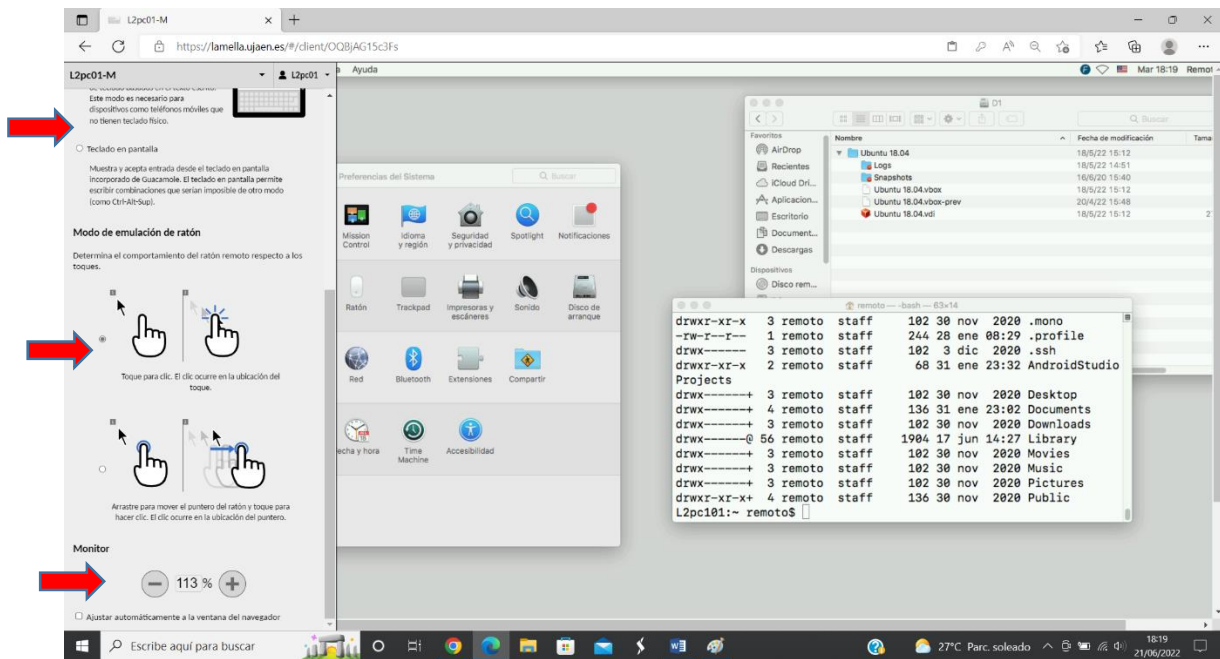 L2pc01-M
https://lamella.ujaen.es/#/client/OQBjAG15c3Fs
L2pc01-M
L2pc01
Este modo es necesario para
dispositivos como teléfonos móviles que
no tienen teclado físico.
Teclado en pantalla
Muestra y acepta entrada desde el teclado en pantalla
incorporado de Guacamole. El teclado en pantalla permite
escribir combinaciones que serían imposible de otro modo
(como Ctrl-Alt-Sup).
Modo de emulación de ratón
Determina el comportamiento del ratón remoto respecto a los
toques.
Toque para clic. El clic ocurre en la ubicación del
toque.
Arrastre para mover el puntero del ratón y toque para
hacer clic. El clic ocurre en la ubicación del puntero.
Monitor
113 %
Ajustar automáticamente a la ventana del navegador
Ayuda
Mar 18:19 Remot
Preferencias del Sistema
Buscar
Mission
Control
Idioma
y región
Seguridad
y privacidad
Spotlight
Notificaciones
Ratón
Trackpad
Impresoras y
escáneres
Sonido
Disco de
arranque
Red
Bluetooth
Extensiones
Compartir
echa y hora
Time
Machine
Accesibilidad
D1
Buscar
Favoritos
AirDrop
Recientes
iCloud Dri...
Aplicacion...
Escritorio
Document...
Descargas
Dispositivos
Disco rem...
Nombre Fecha de modificación Tama
Ubuntu 18.04 18/5/22 15:12
Logs 18/5/22 14:51
Snapshots 16/6/20 15:40
Ubuntu 18.04.vbox 18/5/22 15:12
Ubuntu 18.04.vbox-prev 20/4/22 15:48
Ubuntu 18.04.vdi 18/5/22 15:12
remoto — -bash — 63×14
drwxr-xr-x 3 remoto staff 102 30 nov 2020 .mono
-rw-r--r-- 1 remoto staff 244 28 ene 08:29 .profile
drwx------ 3 remoto staff 102 3 dic 2020 .ssh
drwxr-xr-x 2 remoto staff 68 31 ene 23:32 AndroidStudio
Projects
drwx------+ 3 remoto staff 102 30 nov 2020 Desktop
drwx------+ 4 remoto staff 136 31 ene 23:02 Documents
drwx------+ 3 remoto staff 102 30 nov 2020 Downloads
drwx------@ 56 remoto staff 1904 17 jun 14:27 Library
drwx------+ 3 remoto staff 102 30 nov 2020 Movies
drwx------+ 3 remoto staff 102 30 nov 2020 Music
drwx------+ 3 remoto staff 102 30 nov 2020 Pictures
drwxr-xr-x+ 4 remoto staff 136 30 nov 2020 Public
L2pc101:~ remoto$
Escribe aquí para buscar
27°C Parc. soleado
18:19
21/06/2022